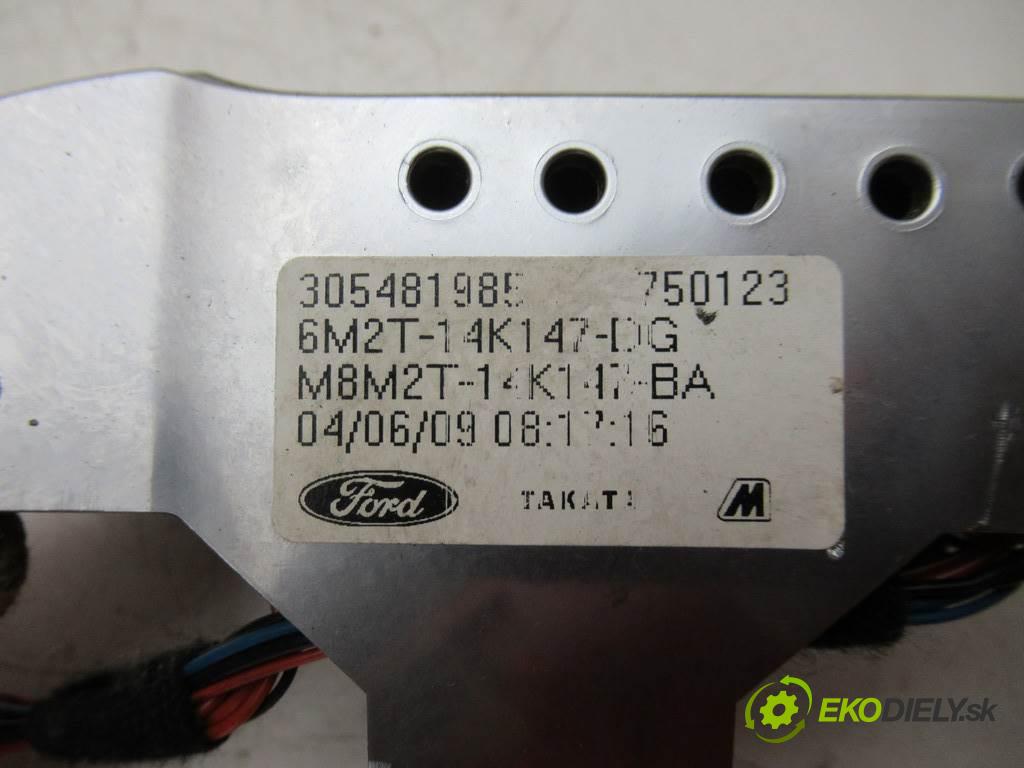 305481985 750123
6M2T-14K147-DG
M8M2T-14K147-BA
04/06/09 08:17:16
Ford TAKATA M
EKODIELY.sk